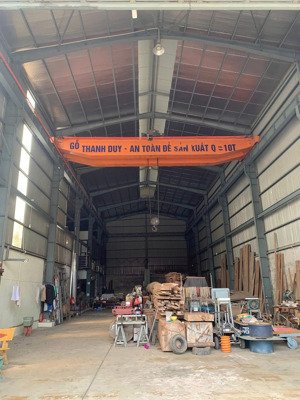 GỖ THANH DUY - AN TOÀN ĐỂ SẢN XUẤT Q = 10T